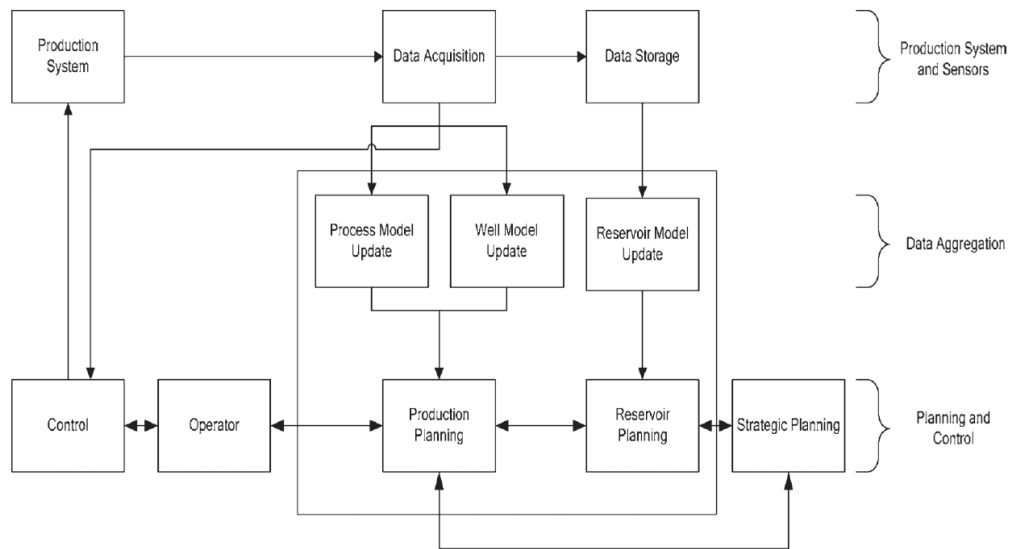 Production
System
Data Acquisition
Data Storage
Production System
and Sensors
Process Model
Update
Well Model
Update
Reservoir Model
Update
Data Aggregation
Control
Operator
Production
Planning
Reservoir
Planning
Strategic Planning
Planning and
Control